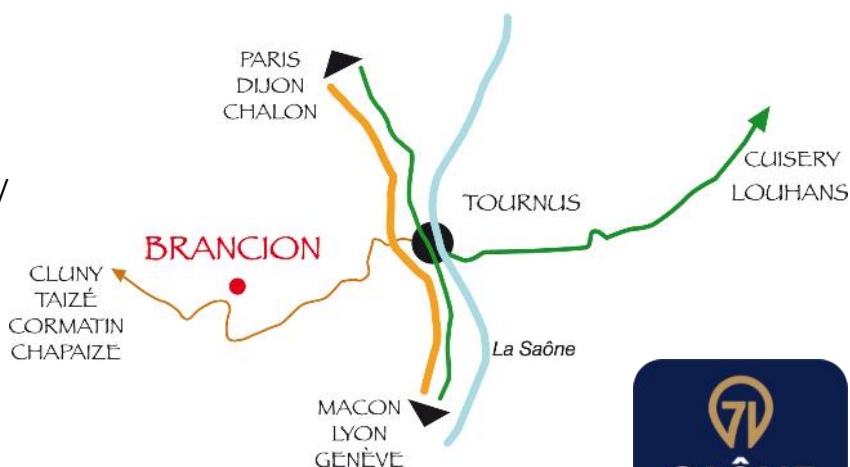 PARIS
DIJON
CHALON
CUISERY
LOUHANS
/
TOURNUS
BRANCION
CLUNY
TAIZÉ
CORMATIN
CHAPAIZE
La Saône
MACON
LYON
GENÈVE
71